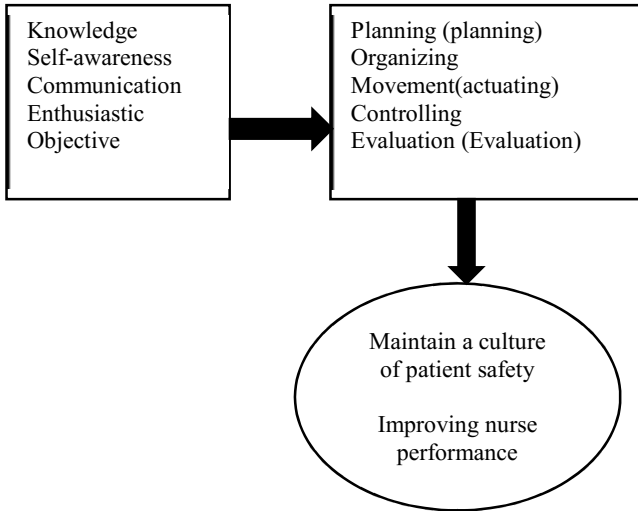 Knowledge
Self-awareness
Communication
Enthusiastic
Objective
Planning (planning)
Organizing
Movement(actuating)
Controlling
Evaluation (Evaluation)
Maintain a culture
of patient safety
Improving nurse
performance